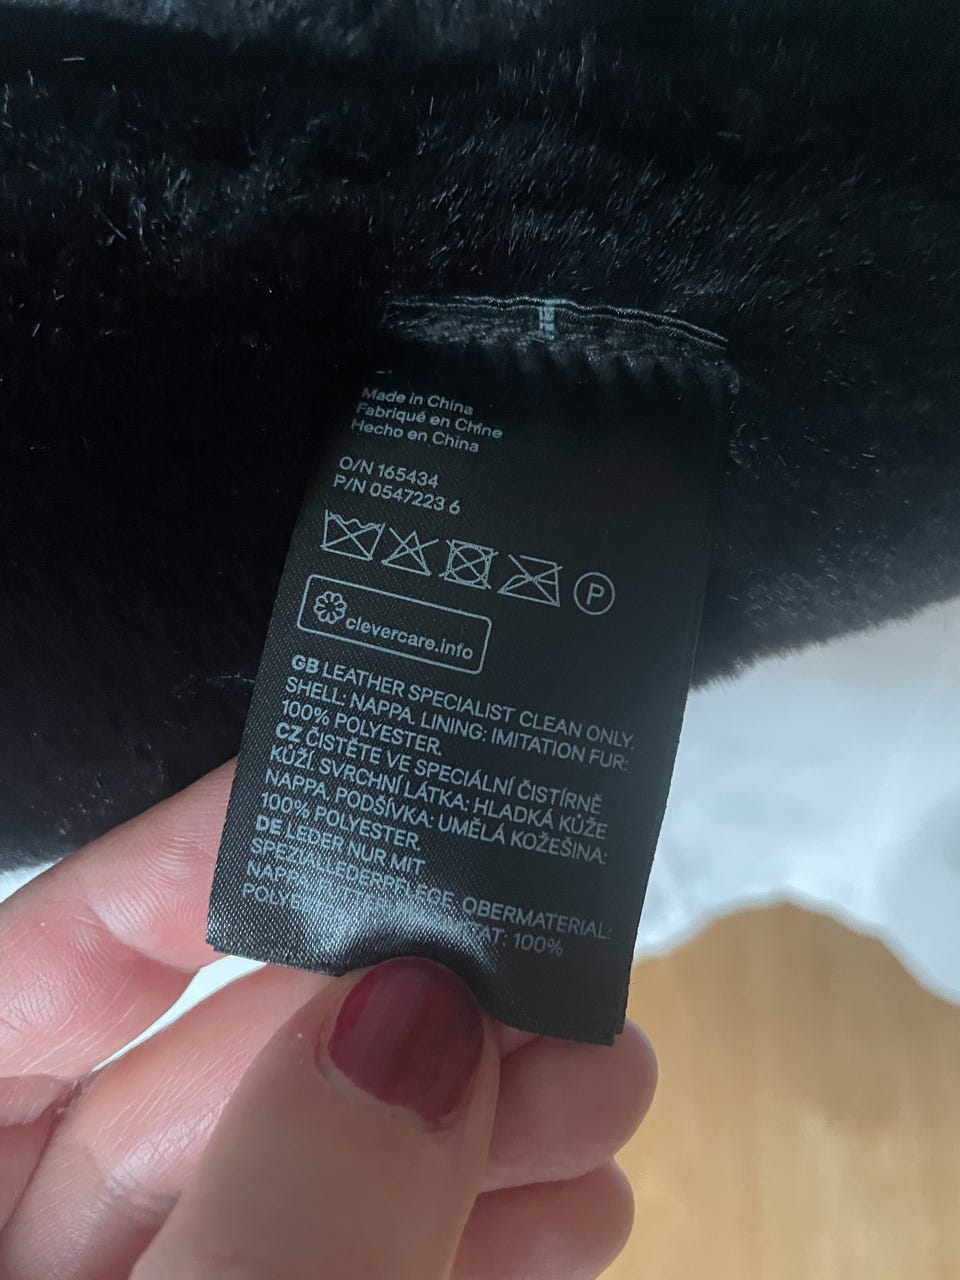 Made in China
Fabriqué en Chine
Hecho en China
O/N 165434
P/N 0547223 6
P
clevercare.info
GB LEATHER SPECIALIST CLEAN ONLY.
SHELL: NAPPA. LINING: IMITATION FUR:
100% POLYESTER.
CZ ČISTĚTE VE SPECIÁLNÍ ČISTÍRNĚ
KŮŽÍ. SVRCHNÍ LÁTKA: HLADKÁ KŮŽE
NAPPA. PODŠÍVKA: UMĚLÁ KOŽEŠINA:
100% POLYESTER.
DE LEDER NUR MIT
SPEZIALLEDERPFLEGE. OBERMATERIAL:
100%